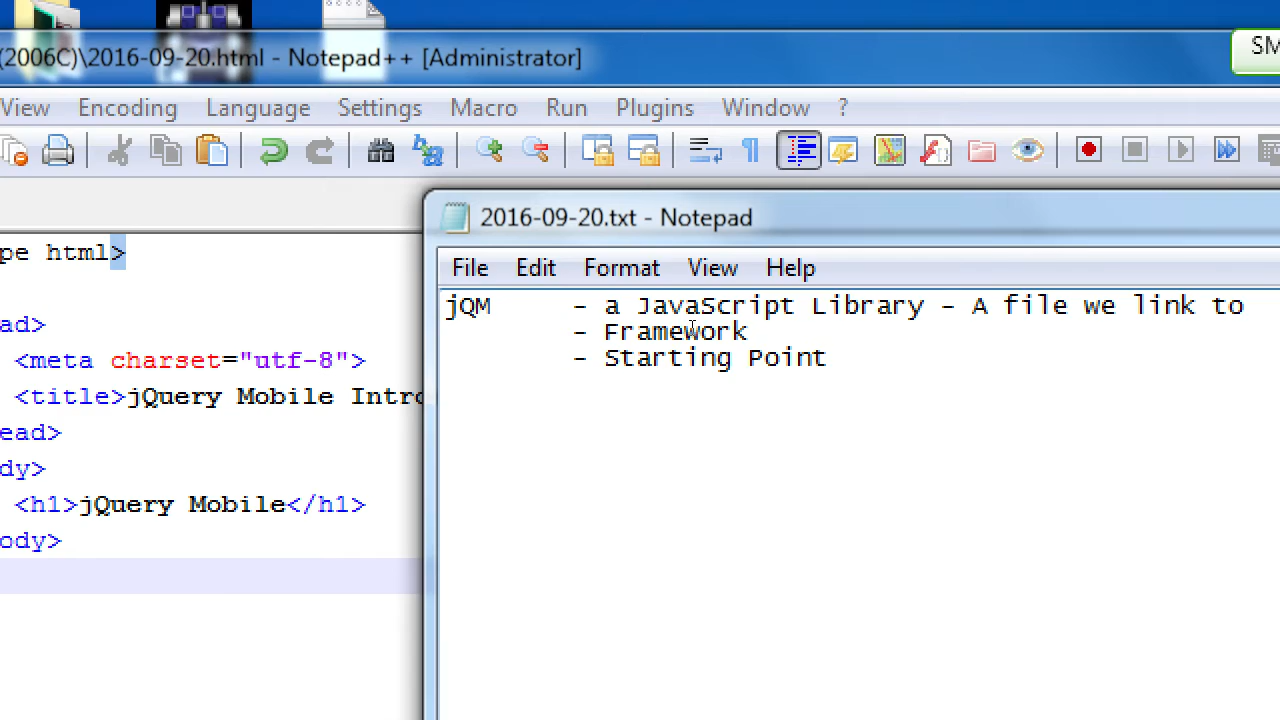 SM
(2006C)\2016-09-20.html - Notepad++ [Administrator]
View Encoding Language Settings Macro Run Plugins Window ?
2016-09-20.txt - Notepad
File Edit Format View Help
jQM - a JavaScript Library - A file we link to
- Framework
- Starting Point
pe html>
ad>
<meta charset="utf-8">
<title>jQuery Mobile Intro
ead>
dy>
<h1>jQuery Mobile</h1>
ody>